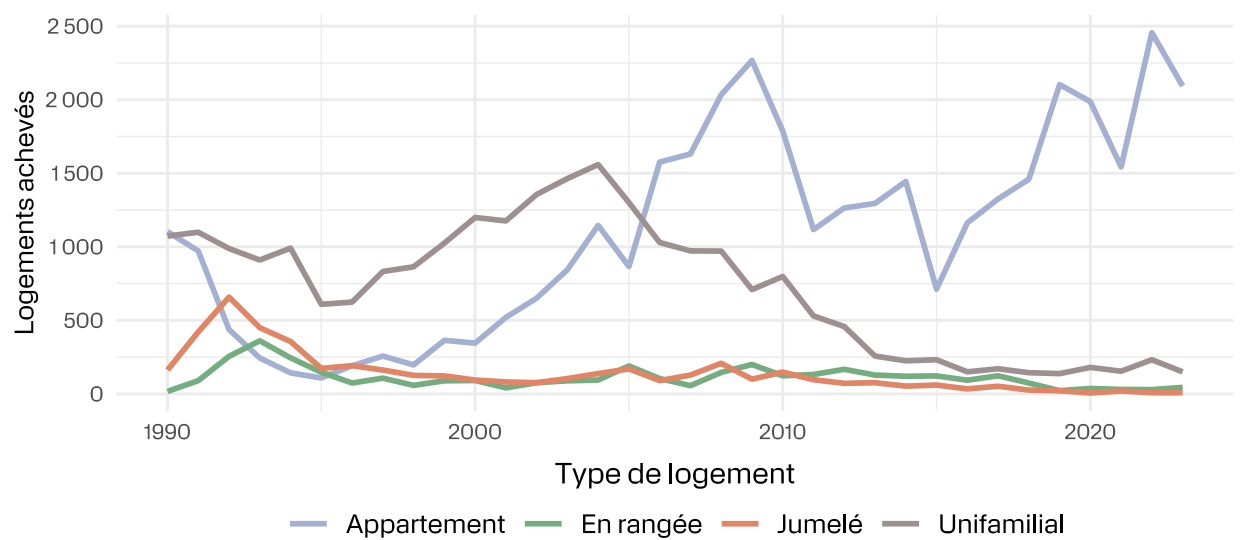 Logements achevés
2 500
2 000
1 500
1 000
500
0
1990 2000 2010 2020
Type de logement
Appartement En rangée Jumelé Unifamilial